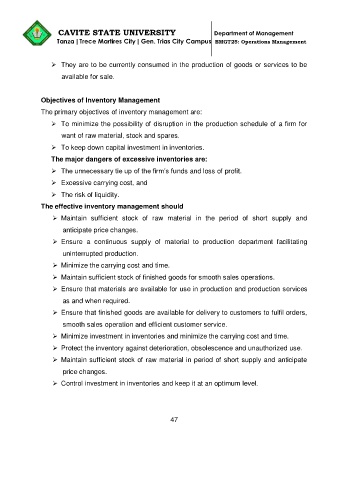 CAVITE STATE UNIVERSITY Department of Management
Tanza | Trece Martires City | Gen. Trias City Campus BMGT25: Operations Management
➢ They are to be currently consumed in the production of goods or services to be
available for sale.
Objectives of Inventory Management
The primary objectives of inventory management are:
➢ To minimize the possibility of disruption in the production schedule of a firm for
want of raw material, stock and spares.
➢ To keep down capital investment in inventories.
The major dangers of excessive inventories are:
➢ The unnecessary tie up of the firm's funds and loss of profit.
➢ Excessive carrying cost, and
➢ The risk of liquidity.
The effective inventory management should
➢ Maintain sufficient stock of raw material in the period of short supply and
anticipate price changes.
➢ Ensure a continuous supply of material to production department facilitating
uninterrupted production.
➢ Minimize the carrying cost and time.
➢ Maintain sufficient stock of finished goods for smooth sales operations.
➢ Ensure that materials are available for use in production and production services
as and when required.
➢ Ensure that finished goods are available for delivery to customers to fulfil orders,
smooth sales operation and efficient customer service.
➢ Minimize investment in inventories and minimize the carrying cost and time.
➢ Protect the inventory against deterioration, obsolescence and unauthorized use.
➢ Maintain sufficient stock of raw material in period of short supply and anticipate
price changes.
➢ Control investment in inventories and keep it at an optimum level.
47